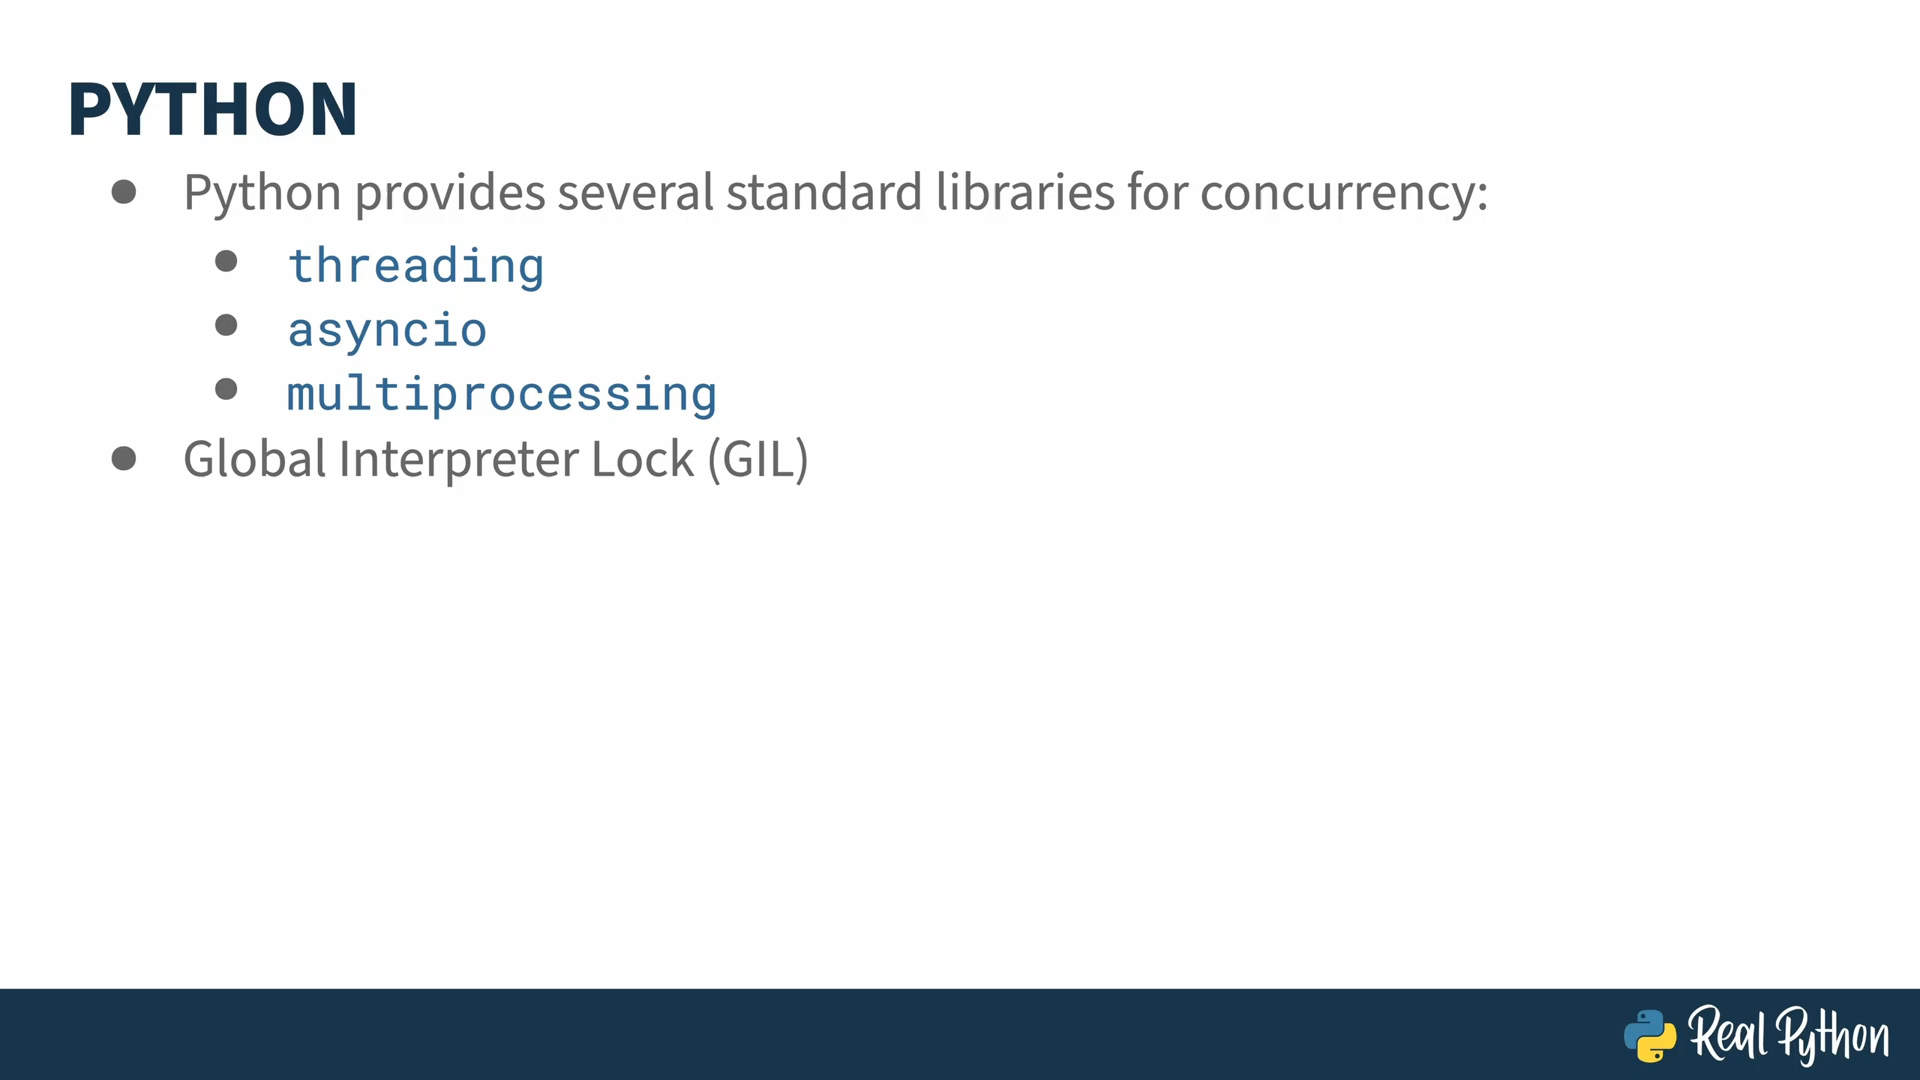 PYTHON
● Python provides several standard libraries for concurrency:
● threading
● asyncio
● multiprocessing
● Global Interpreter Lock (GIL)
Real Python